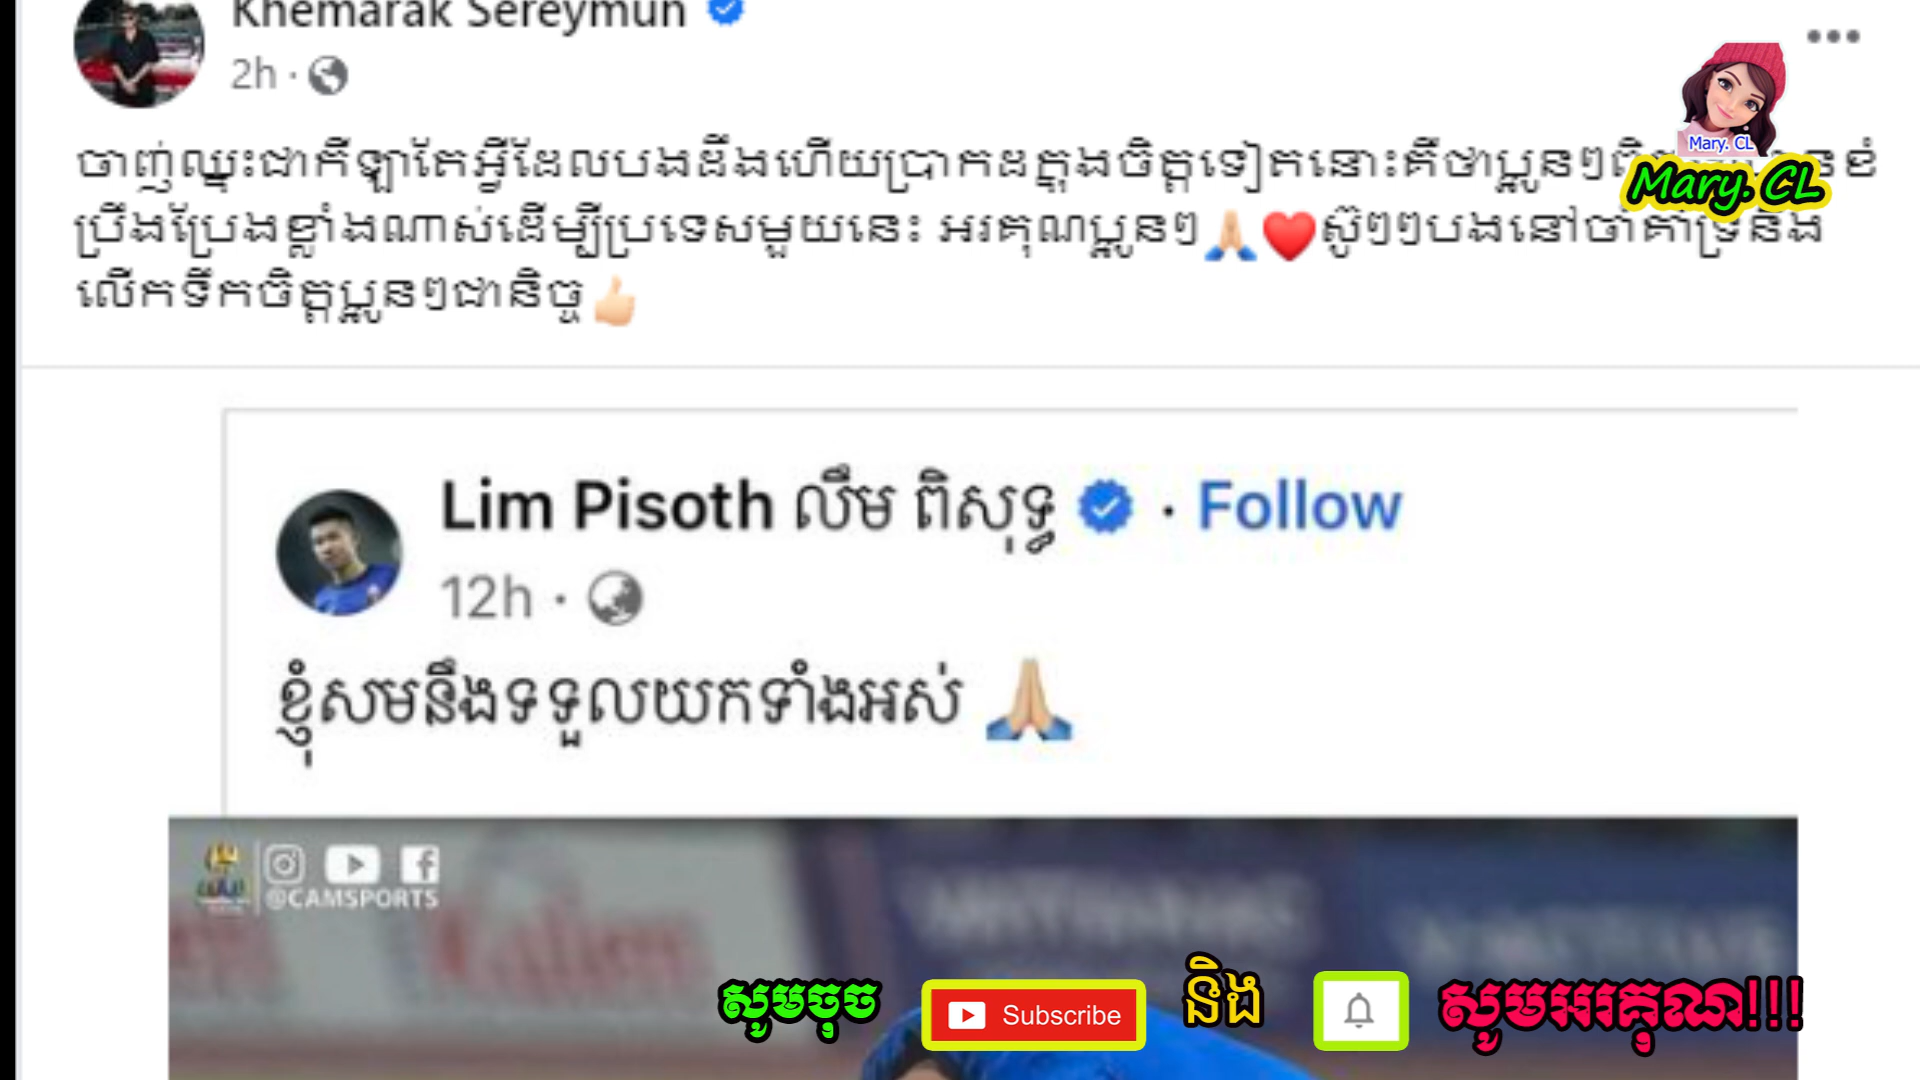 Khemarak Sereymun
2h ·
Mary. CL
Mary. CL
ចាញ់ឈ្នះជាកីឡាតែអ្វីដែលបងដឹងហើយប្រាកដក្នុងចិត្តទៀតនោះគឺថាប្អូនៗ ខំ
ប្រឹងប្រែងខ្លាំងណាស់ដើម្បីប្រទេសមួយនេះ អរគុណប្អូនៗ🙏🏻❤️ស៊ូៗៗបងនៅចាំគាំទ្រនិង
លើកទឹកចិត្តប្អូនៗជានិច្ច👍🏻
Lim Pisoth លឹម ពិសុទ្ធ · Follow
12h ·
ខ្ញុំសូមនឹងទទួលយកទាំងអស់ 🙏🏼
@CAMSPORTS
សូមចុច Subscribe និង សូមអរគុណ!!!